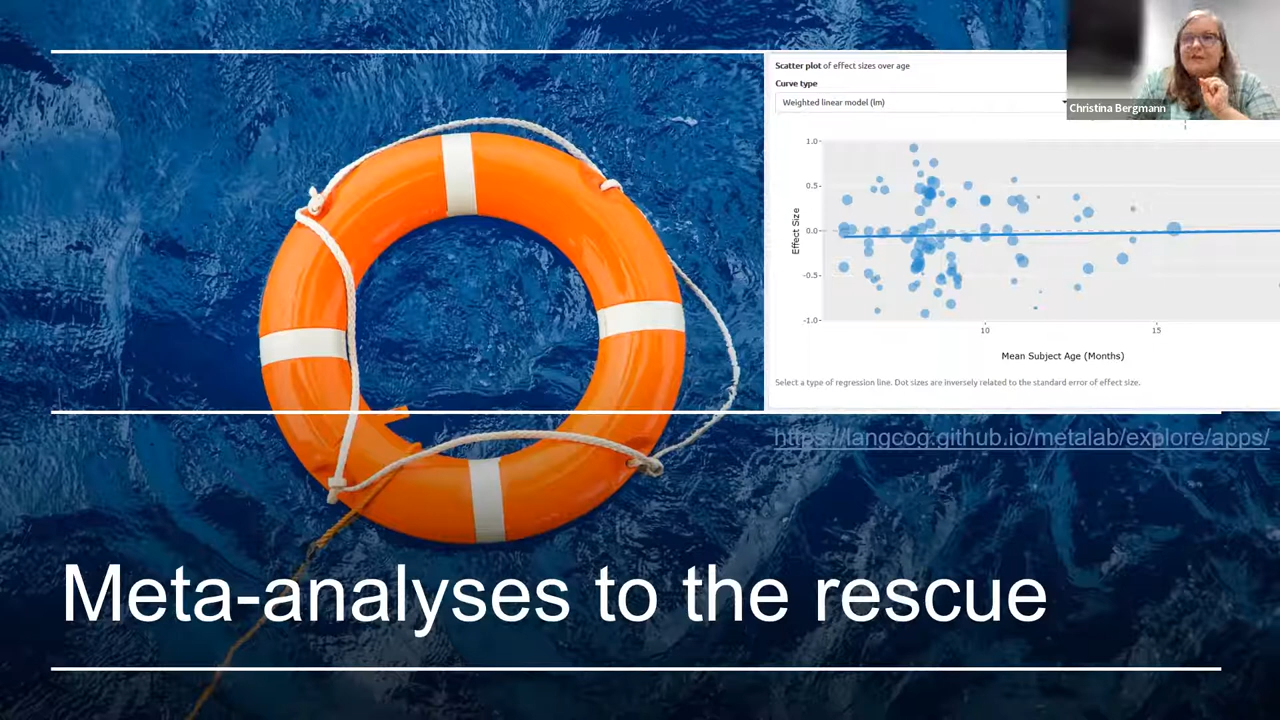 Scatter plot of effect sizes over age
Curve type
Weighted linear model (lm)
Christina Bergmann
1.0
0.5
0.0
-0.5
-1.0
Effect Size
10
15
Mean Subject Age (Months)
Select a type of regression line. Dot sizes are inversely related to the standard error of effect size.
https://langcog.github.io/metalab/explore/apps/
Meta-analyses to the rescue